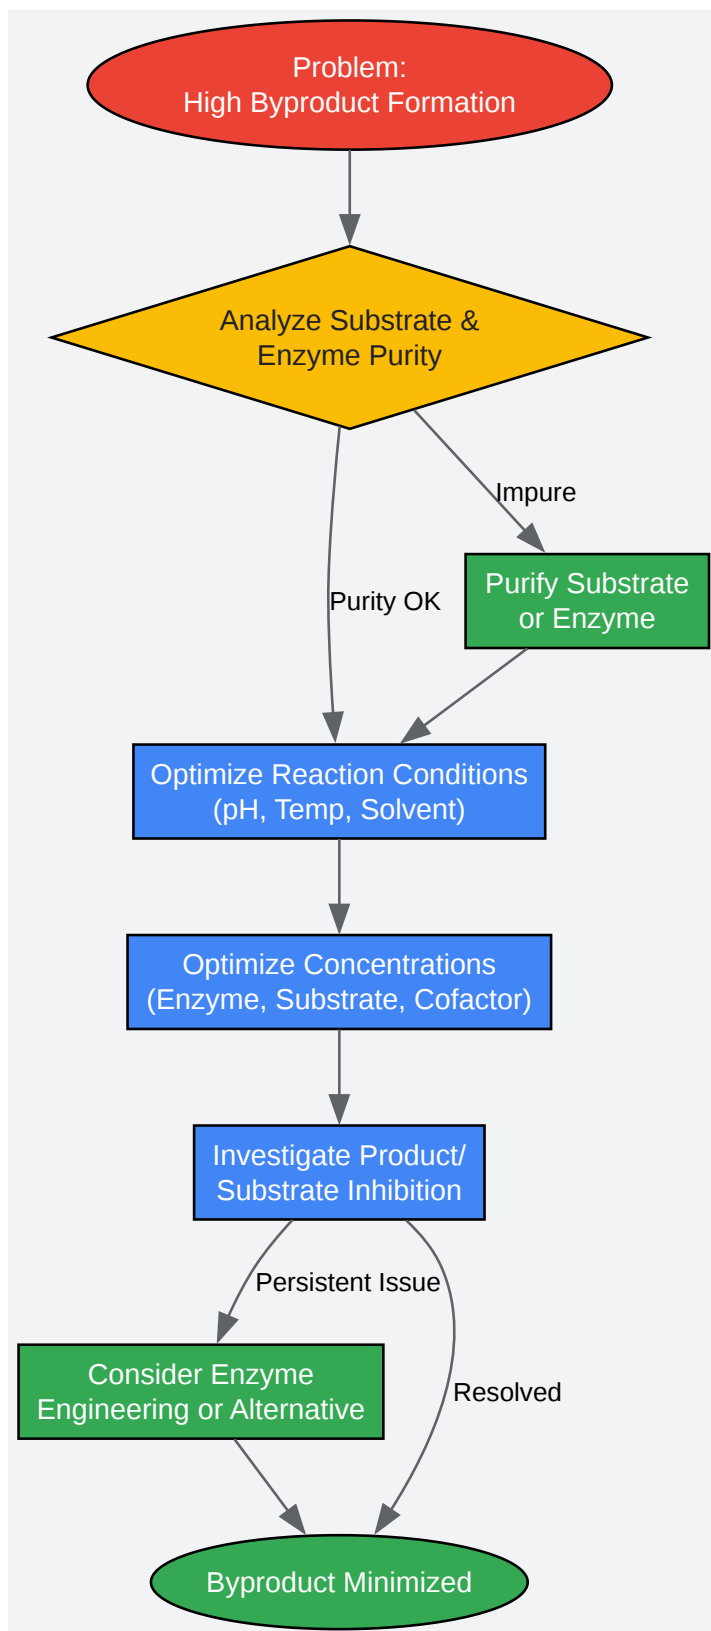 Problem:
High Byproduct Formation
Analyze Substrate &
Enzyme Purity
Impure
Purity OK
Purify Substrate
or Enzyme
Optimize Reaction Conditions
(pH, Temp, Solvent)
Optimize Concentrations
(Enzyme, Substrate, Cofactor)
Investigate Product/
Substrate Inhibition
Persistent Issue
Consider Enzyme
Engineering or Alternative
Resolved
Byproduct Minimized